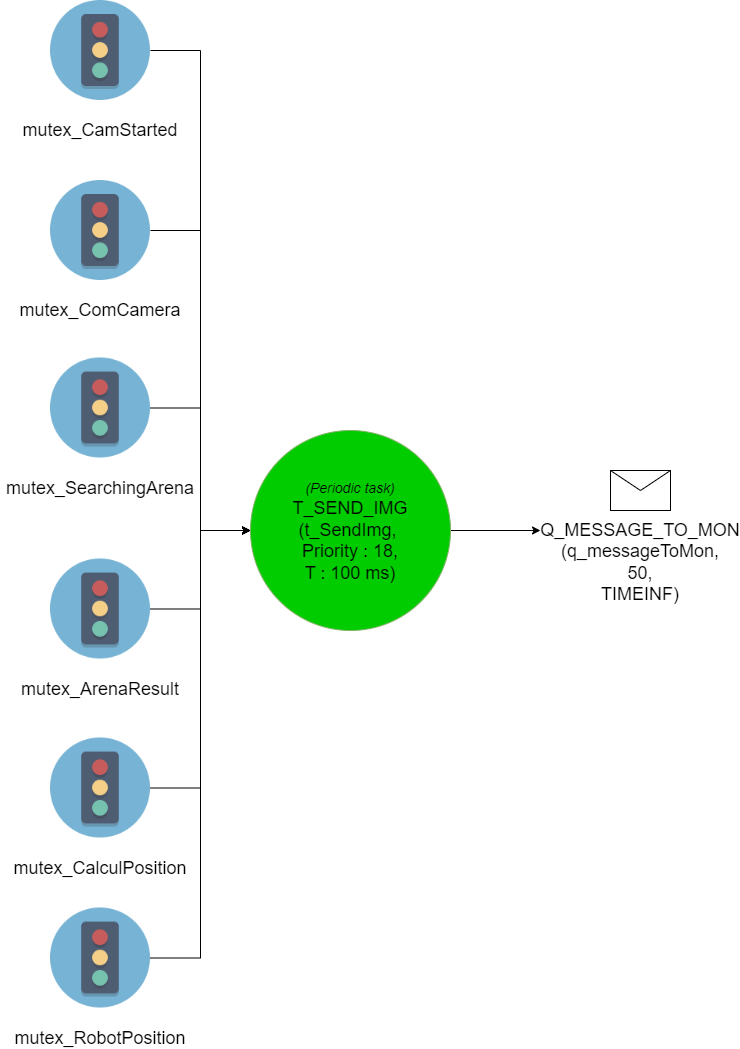 mutex_CamStarted
mutex_ComCamera
mutex_SearchingArena
mutex_ArenaResult
mutex_CalculPosition
mutex_RobotPosition
(Periodic task)
T_SEND_IMG
(t_SendImg,
Priority : 18,
T : 100 ms)
Q_MESSAGE_TO_MON
(q_messageToMon,
50,
TIMEINF)